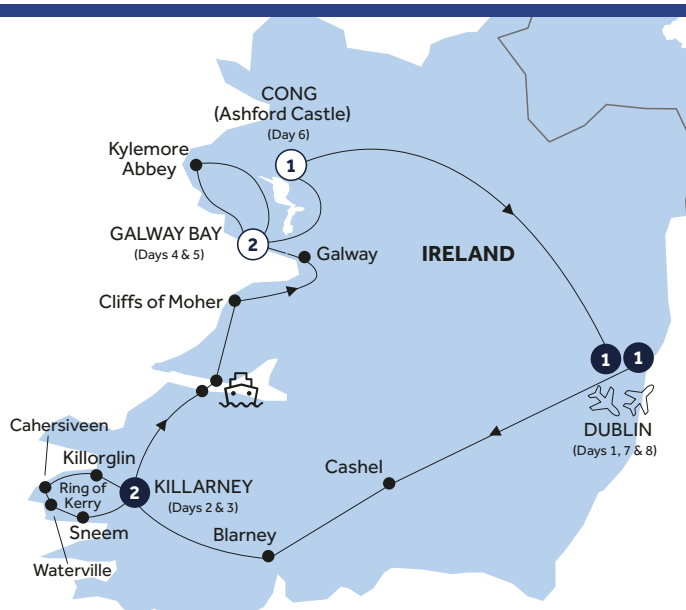 CONG
(Ashford Castle)
(Day 6)
1
Kylemore
Abbey
GALWAY BAY
(Days 4 & 5)
2
Galway
IRELAND
Cliffs of Moher
1
1
DUBLIN
(Days 1, 7 & 8)
Cahersiveen
Killorglin
Ring of
Kerry
2
KILLARNEY
(Days 2 & 3)
Sneem
Waterville
Cashel
Blarney